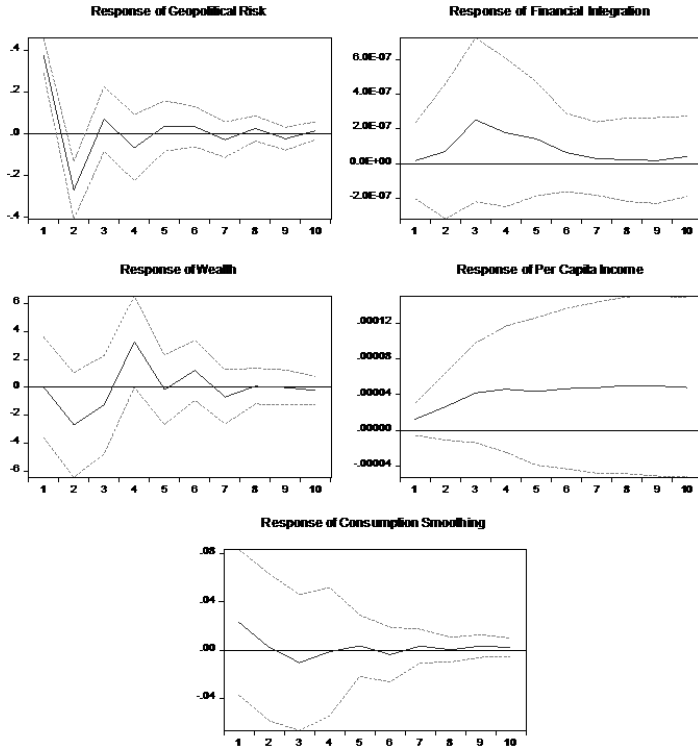 Response of Geopolitical Risk
.4
.2
.0
-.2
-.4
1 2 3 4 5 6 7 8 9 10
Response of Financial Integration
6.0E-07
4.0E-07
2.0E-07
0.0E+00
-2.0E-07
1 2 3 4 5 6 7 8 9 10
Response of Wealth
6
4
2
0
-2
-4
-6
1 2 3 4 5 6 7 8 9 10
Response of Per Capila Income
.00012
.00008
.00004
.00000
-.00004
1 2 3 4 5 6 7 8 9 10
Response of Consumption Smoothing
.08
.04
.00
-.04
1 2 3 4 5 6 7 8 9 10